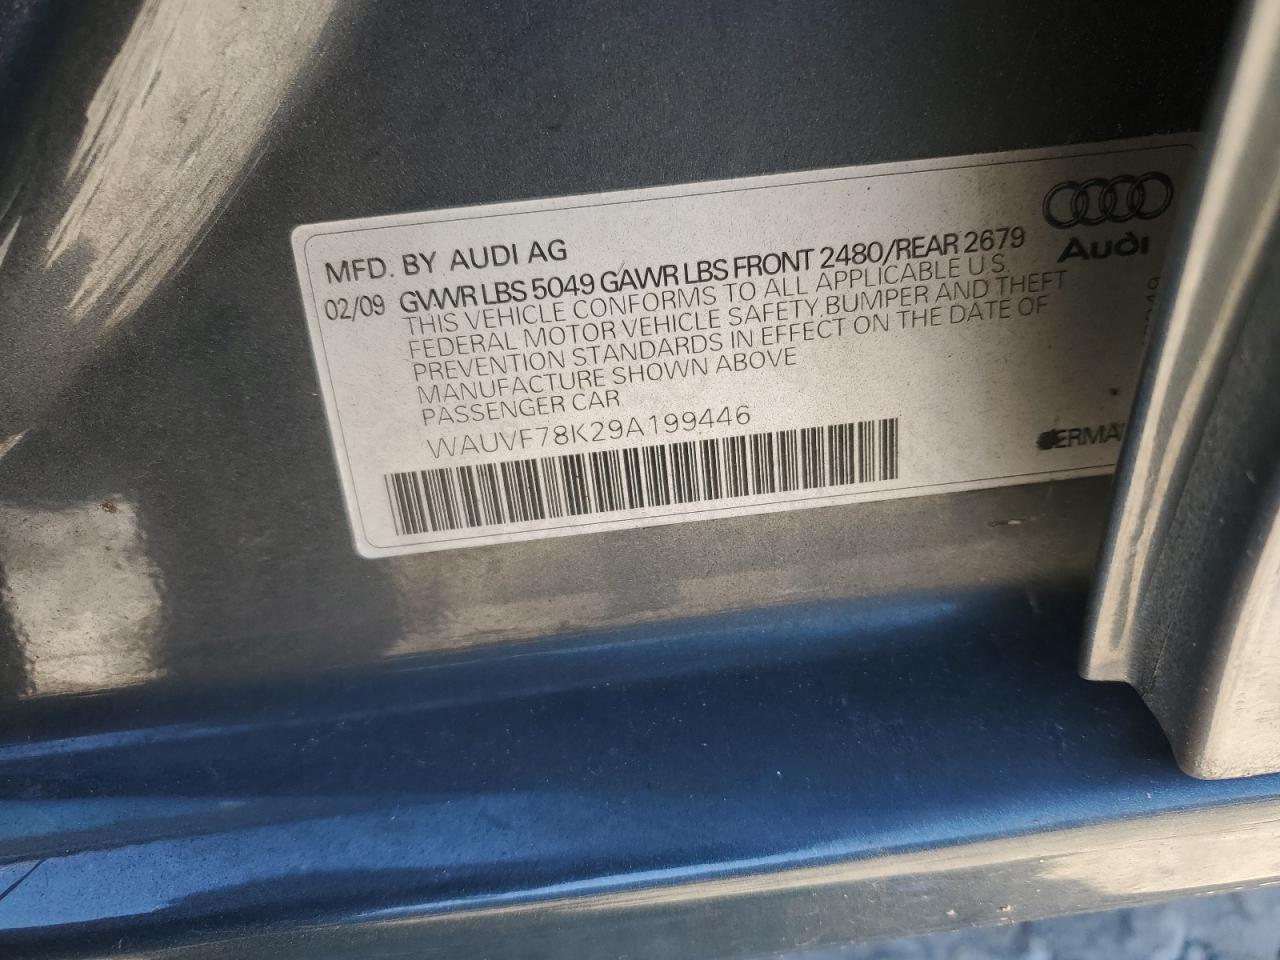 Audi
MFD. BY AUDI AG
02/09 GVWR LBS 5049 GAWR LBS FRONT 2480/REAR 2679
THIS VEHICLE CONFORMS TO ALL APPLICABLE U.S.
FEDERAL MOTOR VEHICLE SAFETY, BUMPER AND THEFT
PREVENTION STANDARDS IN EFFECT ON THE DATE OF
MANUFACTURE SHOWN ABOVE
PASSENGER CAR
WAUVF78K29A199446